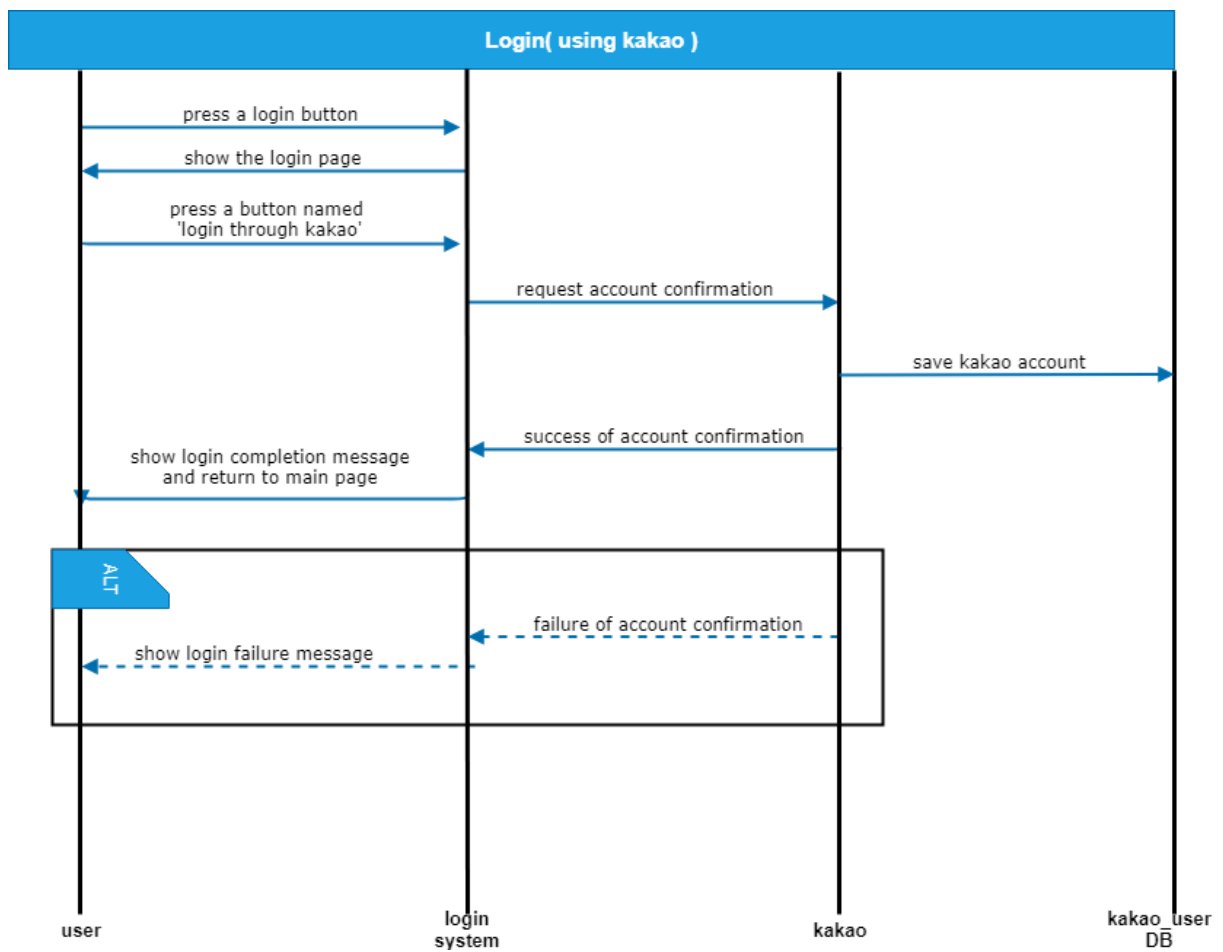 Login( using kakao )
press a login button
show the login page
press a button named
'login through kakao'
request account confirmation
save kakao account
success of account confirmation
show login completion message
and return to main page
ALT
failure of account confirmation
show login failure message
user
login
system
kakao
kakao_user
DB